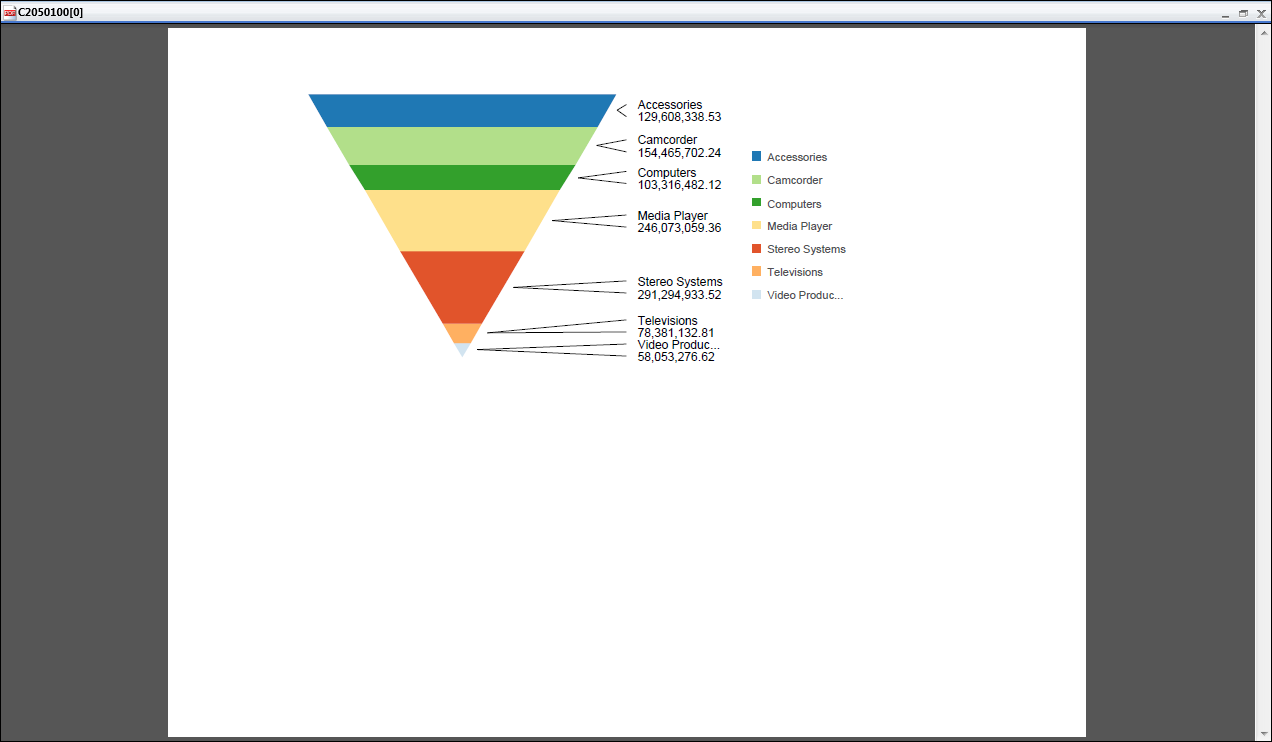 C2050100[0]
Accessories
129,608,338.53
Camcorder
154,465,702.24
Computers
103,316,482.12
Media Player
246,073,059.36
Stereo Systems
291,294,933.52
Televisions
78,381,132.81
Video Produc...
58,053,276.62
Accessories
Camcorder
Computers
Media Player
Stereo Systems
Televisions
Video Produc...